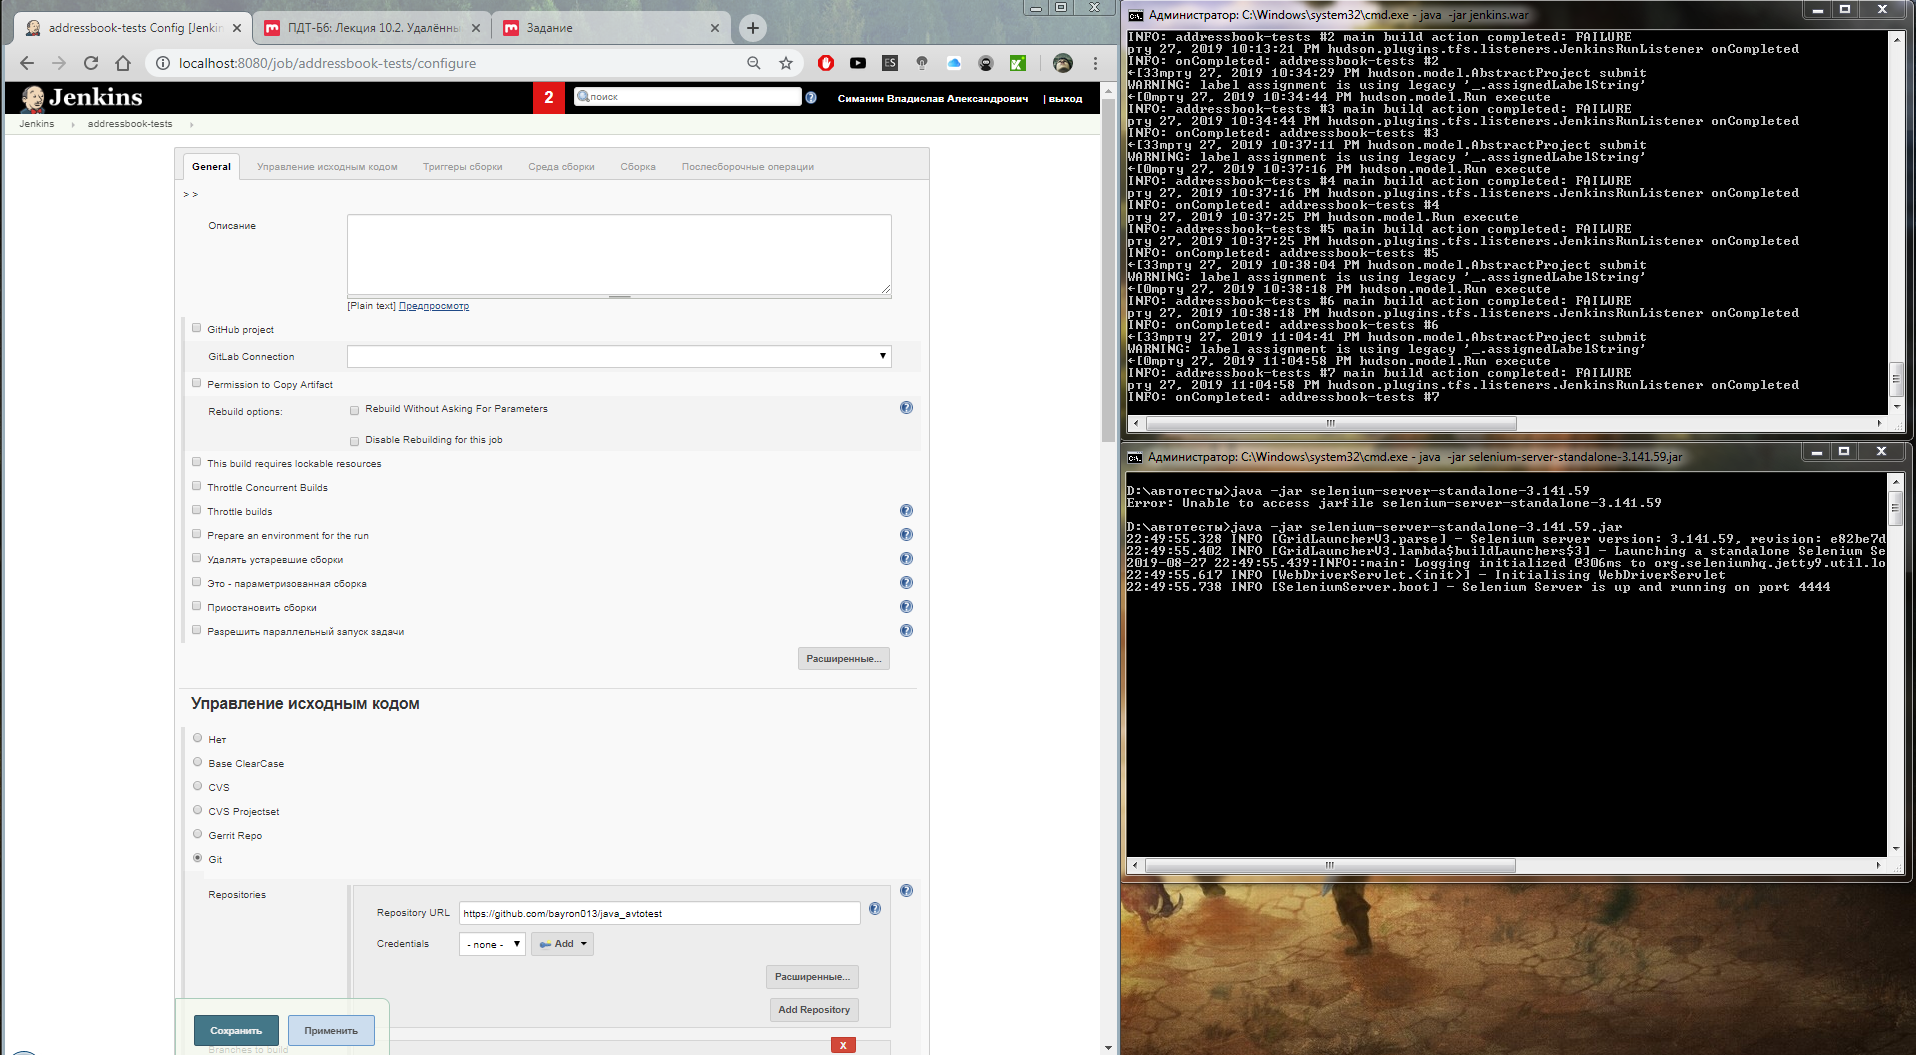 addressbook-tests Config [Jenkin
ПДТ-Б6: Лекция 10.2. Удалённы
Задание
localhost:8080/job/addressbook-tests/configure
ES
Jenkins
2
поиск
Симанин Владислав Александрович
| выход
Jenkins
addressbook-tests
General
Управление исходным кодом
Триггеры сборки
Среда сборки
Сборка
Послесборочные операции
> >
Описание
[Plain text] Предпросмотр
GitHub project
GitLab Connection
Permission to Copy Artifact
Rebuild options:
Rebuild Without Asking For Parameters
Disable Rebuilding for this job
This build requires lockable resources
Throttle Concurrent Builds
Throttle builds
Prepare an environment for the run
Удалять устаревшие сборки
Это - параметризованная сборка
Приостановить сборки
Разрешить параллельный запуск задачи
Расширенные...
Управление исходным кодом
Нет
Base ClearCase
CVS
CVS Projectset
Gerrit Repo
Git
Repositories
Repository URL
https://github.com/bayron013/java_avtotest
Credentials
- none -
Add
Расширенные...
Add Repository
Сохранить
Применить
Branches to build
X
Администратор: C:\Windows\system32\cmd.exe - java -jar jenkins.war
INFO: addressbook-tests #2 main build action completed: FAILURE
рту 27, 2019 10:13:21 PM hudson.plugins.tfs.listeners.JenkinsRunListener onCompleted
INFO: onCompleted: addressbook-tests #2
←[33mрту 27, 2019 10:34:29 PM hudson.model.AbstractProject submit
WARNING: label assignment is using legacy '_.assignedLabelString'
←[0mрту 27, 2019 10:34:44 PM hudson.model.Run execute
INFO: addressbook-tests #3 main build action completed: FAILURE
рту 27, 2019 10:34:44 PM hudson.plugins.tfs.listeners.JenkinsRunListener onCompleted
INFO: onCompleted: addressbook-tests #3
←[33mрту 27, 2019 10:37:11 PM hudson.model.AbstractProject submit
WARNING: label assignment is using legacy '_.assignedLabelString'
←[0mрту 27, 2019 10:37:16 PM hudson.model.Run execute
INFO: addressbook-tests #4 main build action completed: FAILURE
рту 27, 2019 10:37:16 PM hudson.plugins.tfs.listeners.JenkinsRunListener onCompleted
INFO: onCompleted: addressbook-tests #4
рту 27, 2019 10:37:25 PM hudson.model.Run execute
INFO: addressbook-tests #5 main build action completed: FAILURE
рту 27, 2019 10:37:25 PM hudson.plugins.tfs.listeners.JenkinsRunListener onCompleted
INFO: onCompleted: addressbook-tests #5
←[33mрту 27, 2019 10:38:04 PM hudson.model.AbstractProject submit
WARNING: label assignment is using legacy '_.assignedLabelString'
←[0mрту 27, 2019 10:38:18 PM hudson.model.Run execute
INFO: addressbook-tests #6 main build action completed: FAILURE
рту 27, 2019 10:38:18 PM hudson.plugins.tfs.listeners.JenkinsRunListener onCompleted
INFO: onCompleted: addressbook-tests #6
←[33mрту 27, 2019 11:04:41 PM hudson.model.AbstractProject submit
WARNING: label assignment is using legacy '_.assignedLabelString'
←[0mрту 27, 2019 11:04:58 PM hudson.model.Run execute
INFO: addressbook-tests #7 main build action completed: FAILURE
рту 27, 2019 11:04:58 PM hudson.plugins.tfs.listeners.JenkinsRunListener onCompleted
INFO: onCompleted: addressbook-tests #7
Администратор: C:\Windows\system32\cmd.exe - java -jar selenium-server-standalone-3.141.59.jar
D:\автотесты>java -jar selenium-server-standalone-3.141.59
Error: Unable to access jarfile selenium-server-standalone-3.141.59
D:\автотесты>java -jar selenium-server-standalone-3.141.59.jar
22:49:55.328 INFO [GridLauncherV3.parse] - Selenium server version: 3.141.59, revision: e82be7d
22:49:55.402 INFO [GridLauncherV3.lambda$buildLaunchers$3] - Launching a standalone Selenium Se
2019-08-27 22:49:55.439:INFO::main: Logging initialized @306ms to org.seleniumhq.jetty9.util.lo
22:49:55.617 INFO [WebDriverServlet.<init>] - Initialising WebDriverServlet
22:49:55.738 INFO [SeleniumServer.boot] - Selenium Server is up and running on port 4444